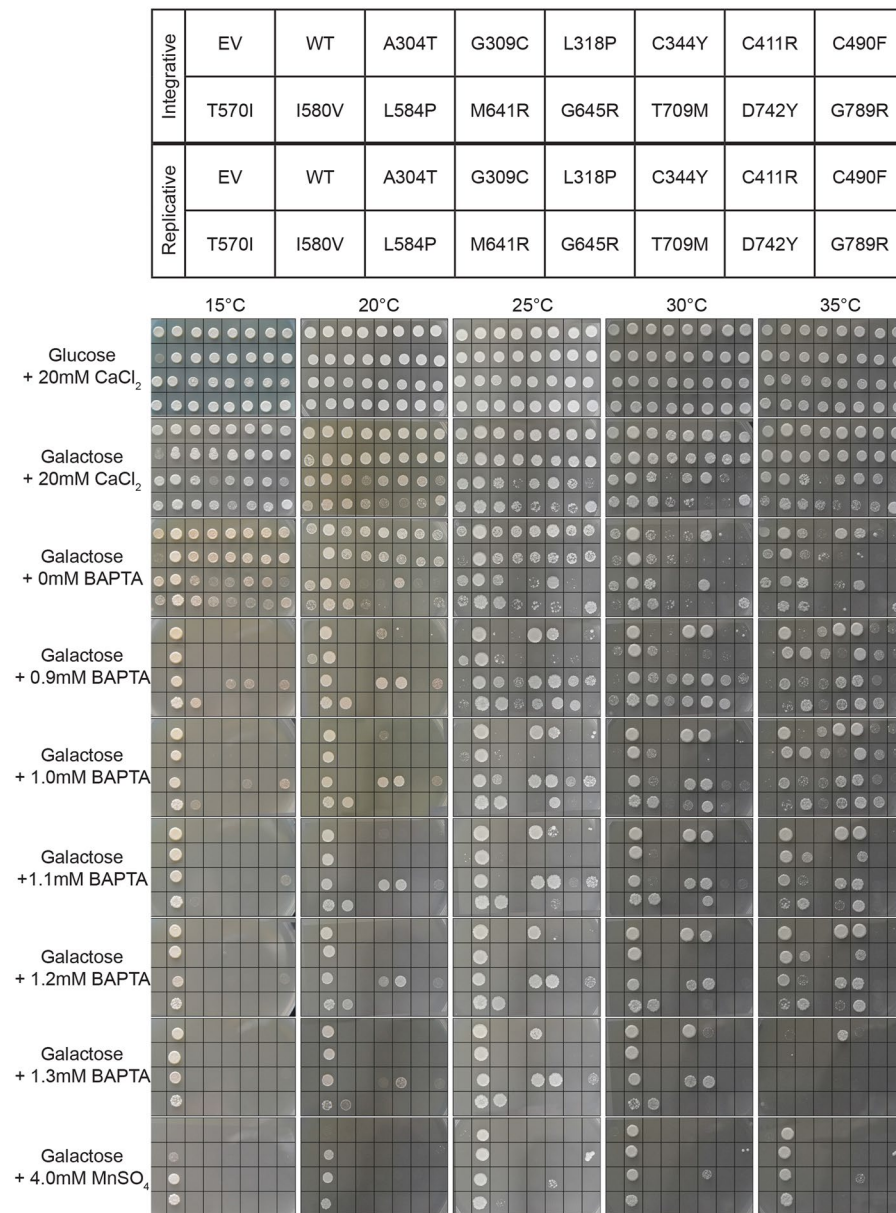 Integrative
EV WT A304T G309C L318P C344Y C411R C490F
T570I I580V L584P M641R G645R T709M D742Y G789R
Replicative
EV WT A304T G309C L318P C344Y C411R C490F
T570I I580V L584P M641R G645R T709M D742Y G789R
15°C 20°C 25°C 30°C 35°C
Glucose
+ 20mM CaCl₂
Galactose
+ 20mM CaCl₂
Galactose
+ 0mM BAPTA
Galactose
+ 0.9mM BAPTA
Galactose
+ 1.0mM BAPTA
Galactose
+1.1mM BAPTA
Galactose
+ 1.2mM BAPTA
Galactose
+ 1.3mM BAPTA
Galactose
+ 4.0mM MnSO₄